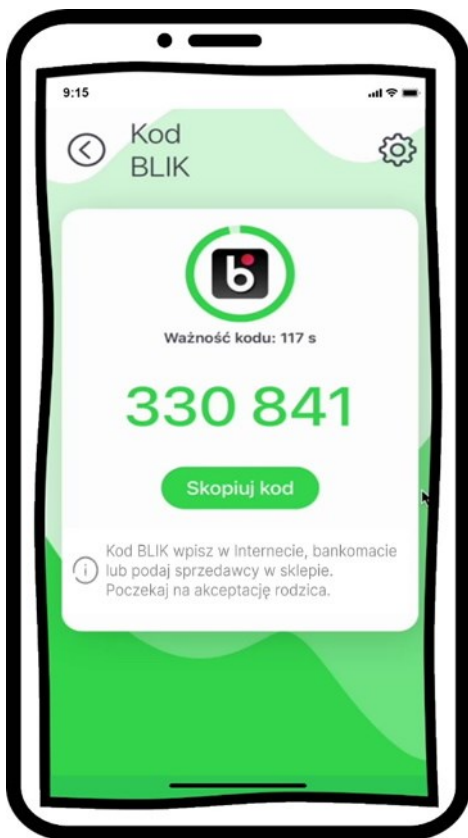 9:15
Kod
BLIK
b
Ważność kodu: 117 s
330 841
Skopiuj kod
Kod BLIK wpisz w Internecie, bankomacie
lub podaj sprzedawcy w sklepie.
Poczekaj na akceptację rodzica.